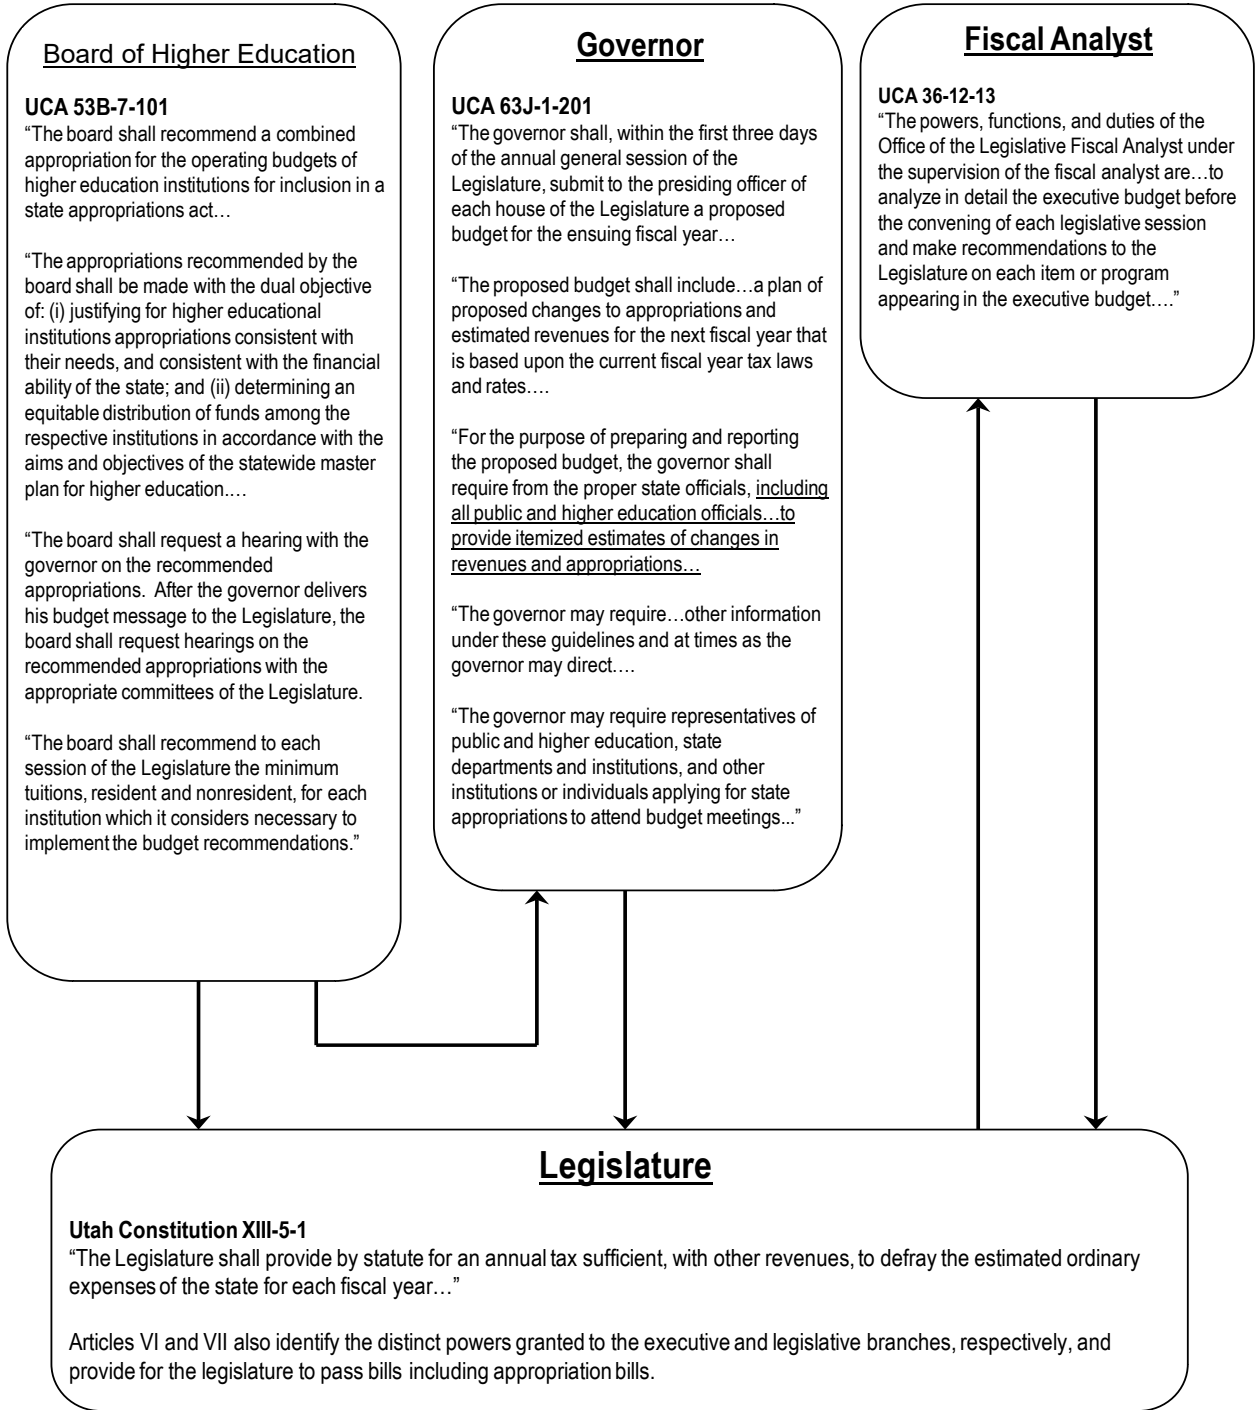 Board of Higher Education
UCA 53B-7-101
“The board shall recommend a combined
appropriation for the operating budgets of
higher education institutions for inclusion in a
state appropriations act…
“The appropriations recommended by the
board shall be made with the dual objective
of: (i) justifying for higher educational
institutions appropriations consistent with
their needs, and consistent with the financial
ability of the state; and (ii) determining an
equitable distribution of funds among the
respective institutions in accordance with the
aims and objectives of the statewide master
plan for higher education.…
“The board shall request a hearing with the
governor on the recommended
appropriations. After the governor delivers
his budget message to the Legislature, the
board shall request hearings on the
recommended appropriations with the
appropriate committees of the Legislature.
“The board shall recommend to each
session of the Legislature the minimum
tuitions, resident and nonresident, for each
institution which it considers necessary to
implement the budget recommendations.”
Governor
UCA 63J-1-201
“The governor shall, within the first three days
of the annual general session of the
Legislature, submit to the presiding officer of
each house of the Legislature a proposed
budget for the ensuing fiscal year…
“The proposed budget shall include…a plan of
proposed changes to appropriations and
estimated revenues for the next fiscal year that
is based upon the current fiscal year tax laws
and rates….
“For the purpose of preparing and reporting
the proposed budget, the governor shall
require from the proper state officials, including
all public and higher education officials…to
provide itemized estimates of changes in
revenues and appropriations…
“The governor may require…other information
under these guidelines and at times as the
governor may direct….
“The governor may require representatives of
public and higher education, state
departments and institutions, and other
institutions or individuals applying for state
appropriations to attend budget meetings...”
Fiscal Analyst
UCA 36-12-13
“The powers, functions, and duties of the
Office of the Legislative Fiscal Analyst under
the supervision of the fiscal analyst are…to
analyze in detail the executive budget before
the convening of each legislative session
and make recommendations to the
Legislature on each item or program
appearing in the executive budget….”
Legislature
Utah Constitution XIII-5-1
“The Legislature shall provide by statute for an annual tax sufficient, with other revenues, to defray the estimated ordinary
expenses of the state for each fiscal year…”
Articles VI and VII also identify the distinct powers granted to the executive and legislative branches, respectively, and
provide for the legislature to pass bills including appropriation bills.